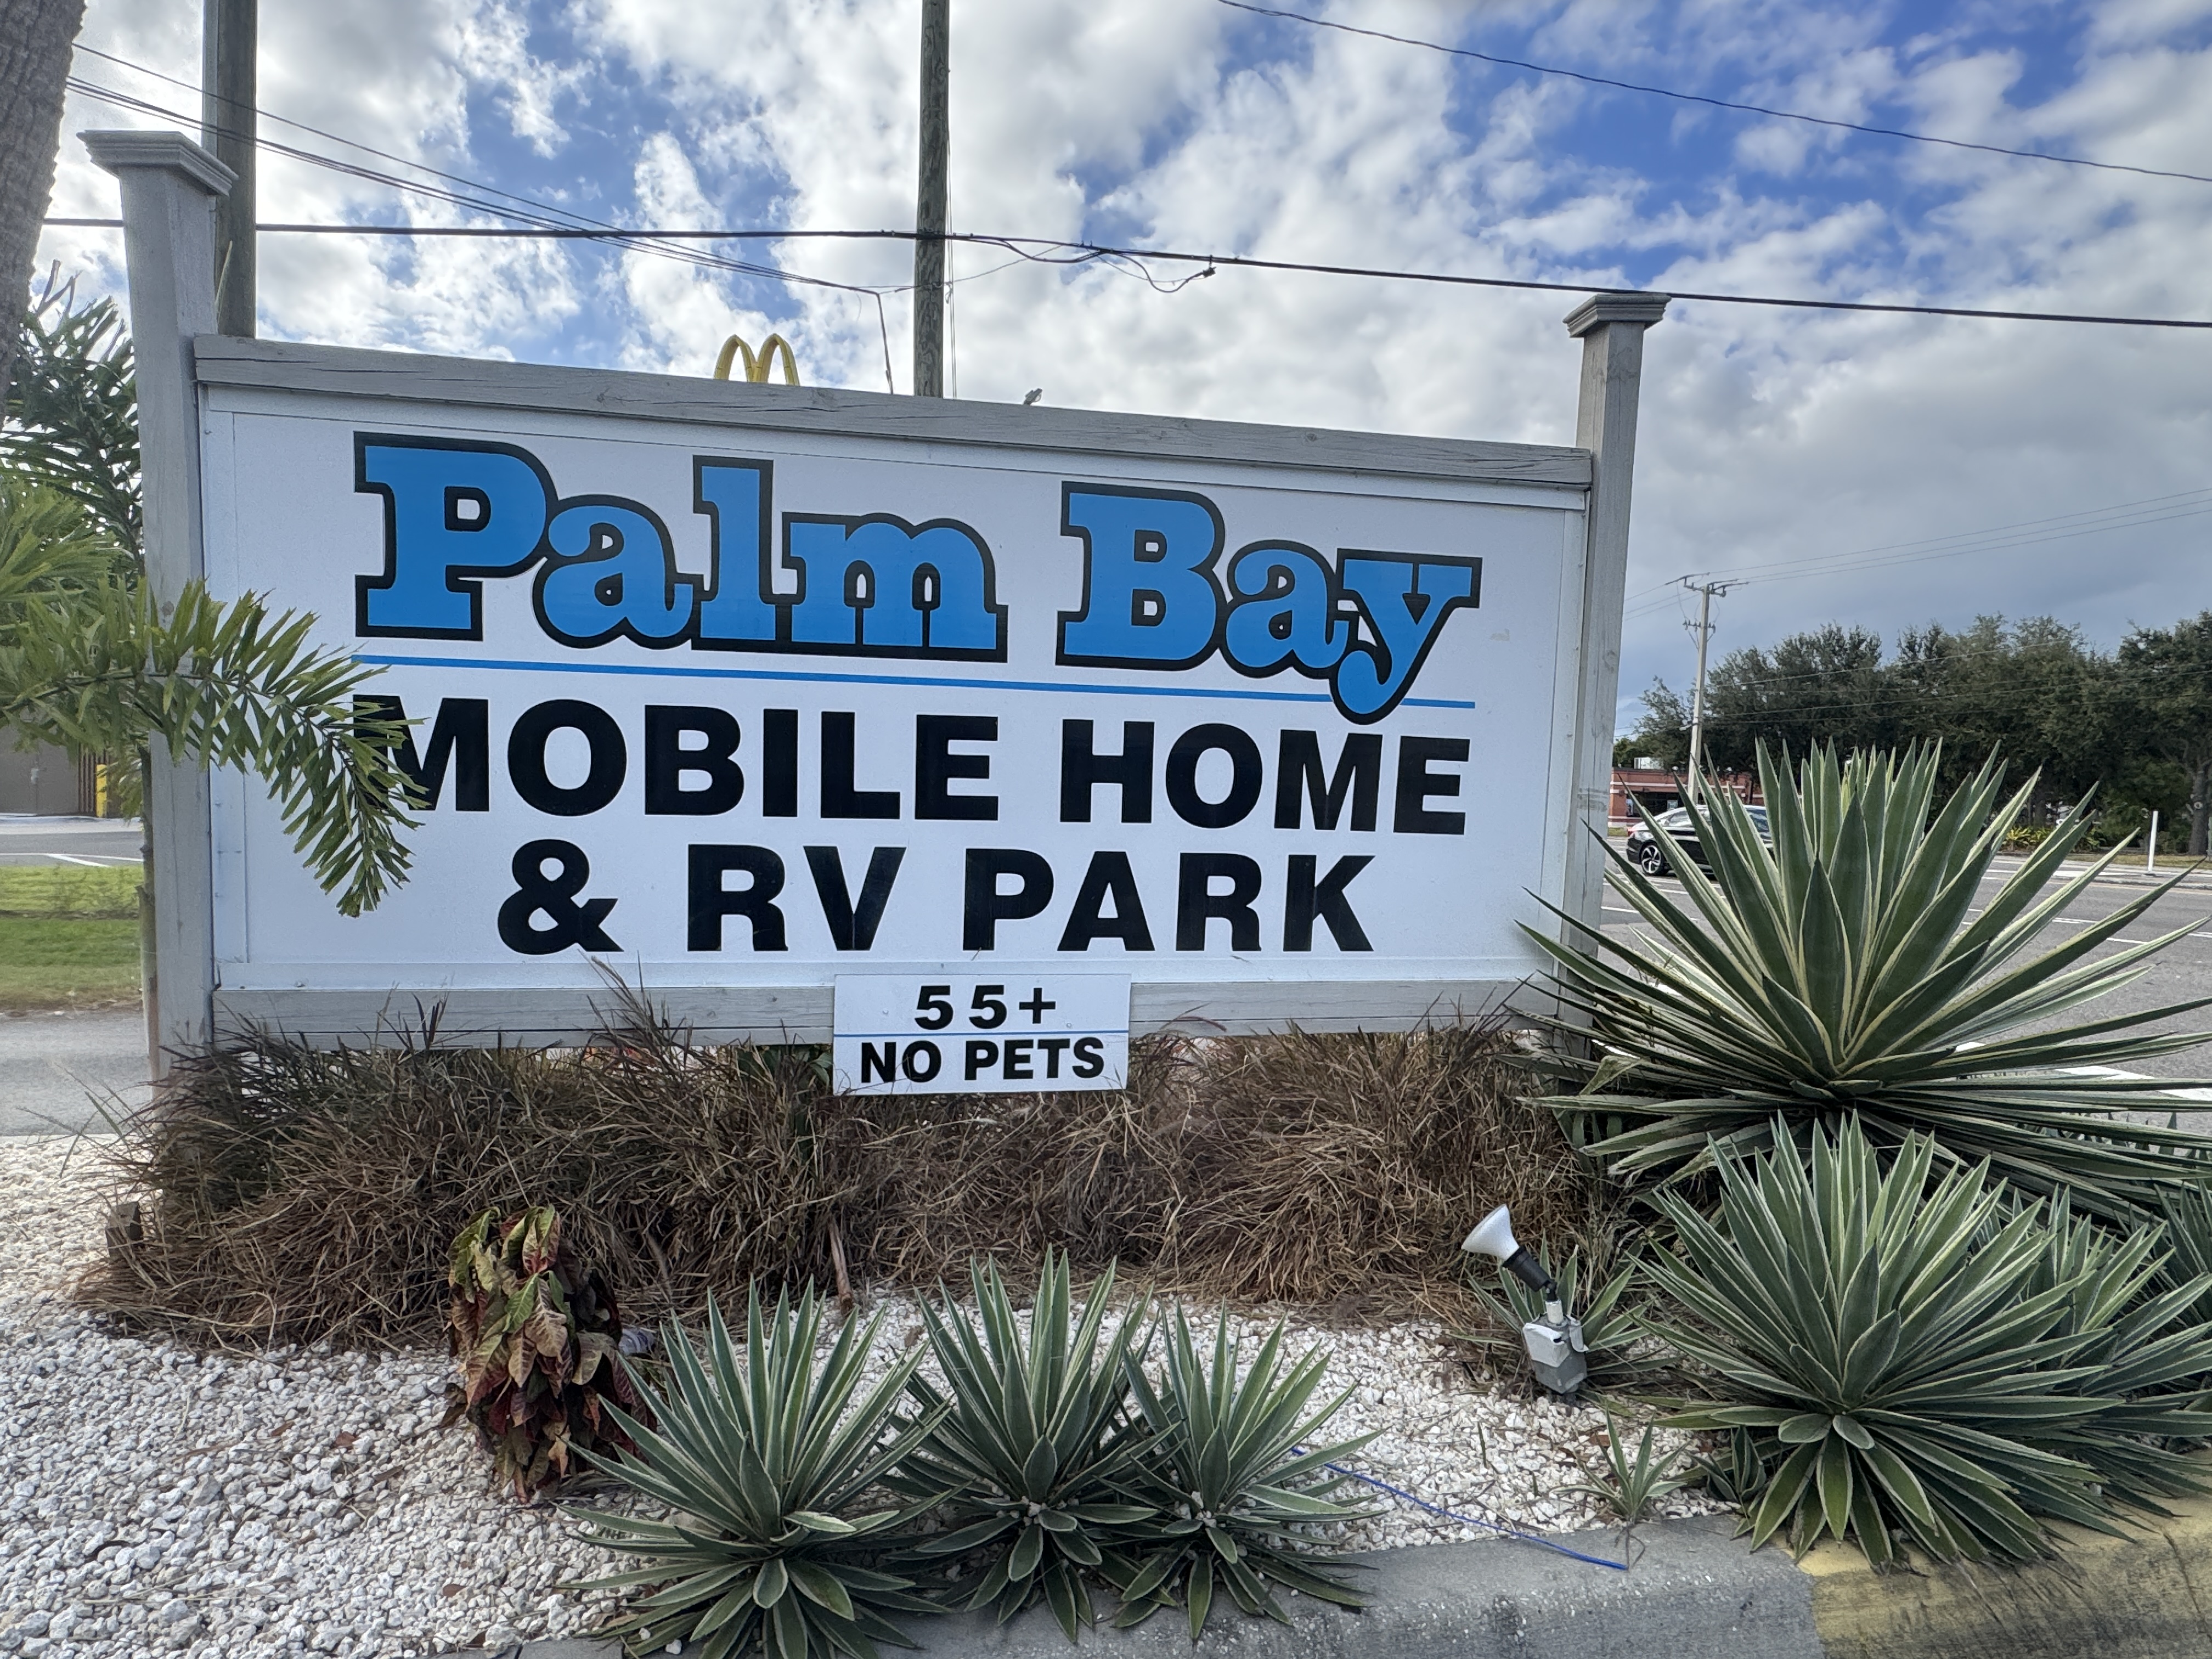 Palm Bay
MOBILE HOME
& RV PARK
55+
NO PETS